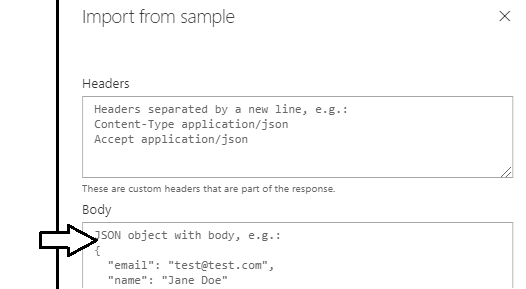 Import from sample
Headers
Headers separated by a new line, e.g.:
Content-Type application/json
Accept application/json
These are custom headers that are part of the response.
Body
JSON object with body, e.g.:
{
"email": "test@test.com",
"name": "Jane Doe"